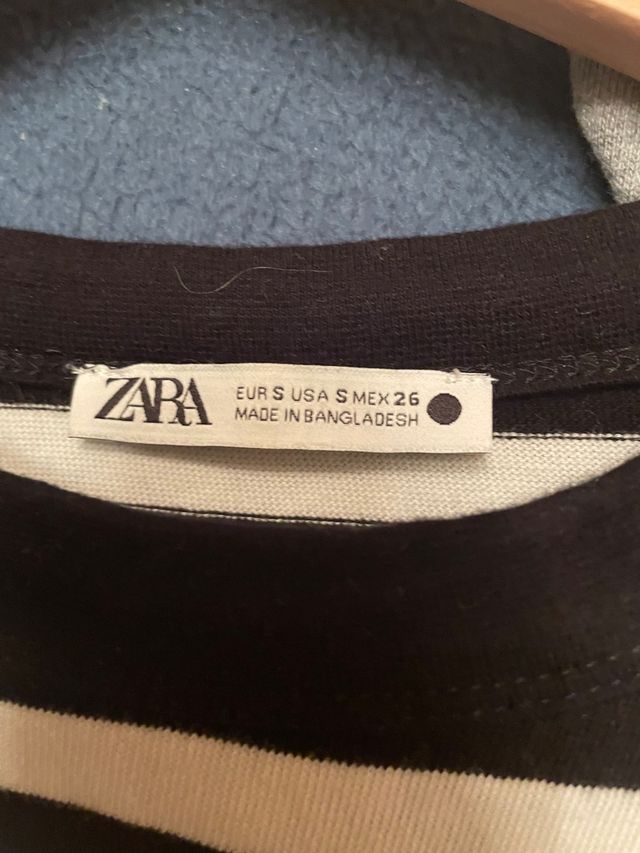 ZARA
EUR S USA S MEX 26
MADE IN BANGLADESH